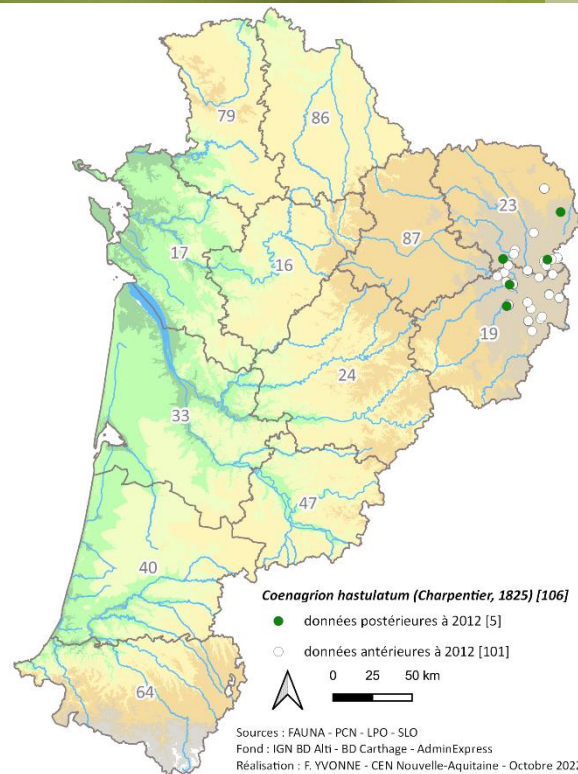 79
86
23
17
16
87
19
24
33
47
40
64
Coenagrion hastulatum (Charpentier, 1825) [106]
données postérieures à 2012 [5]
données antérieures à 2012 [101]
0 25 50 km
Sources : FAUNA - PCN - LPO - SLO
Fond : IGN BD Alti - BD Carthage - AdminExpress
Réalisation : F. YVONNE - CEN Nouvelle-Aquitaine - Octobre 2022